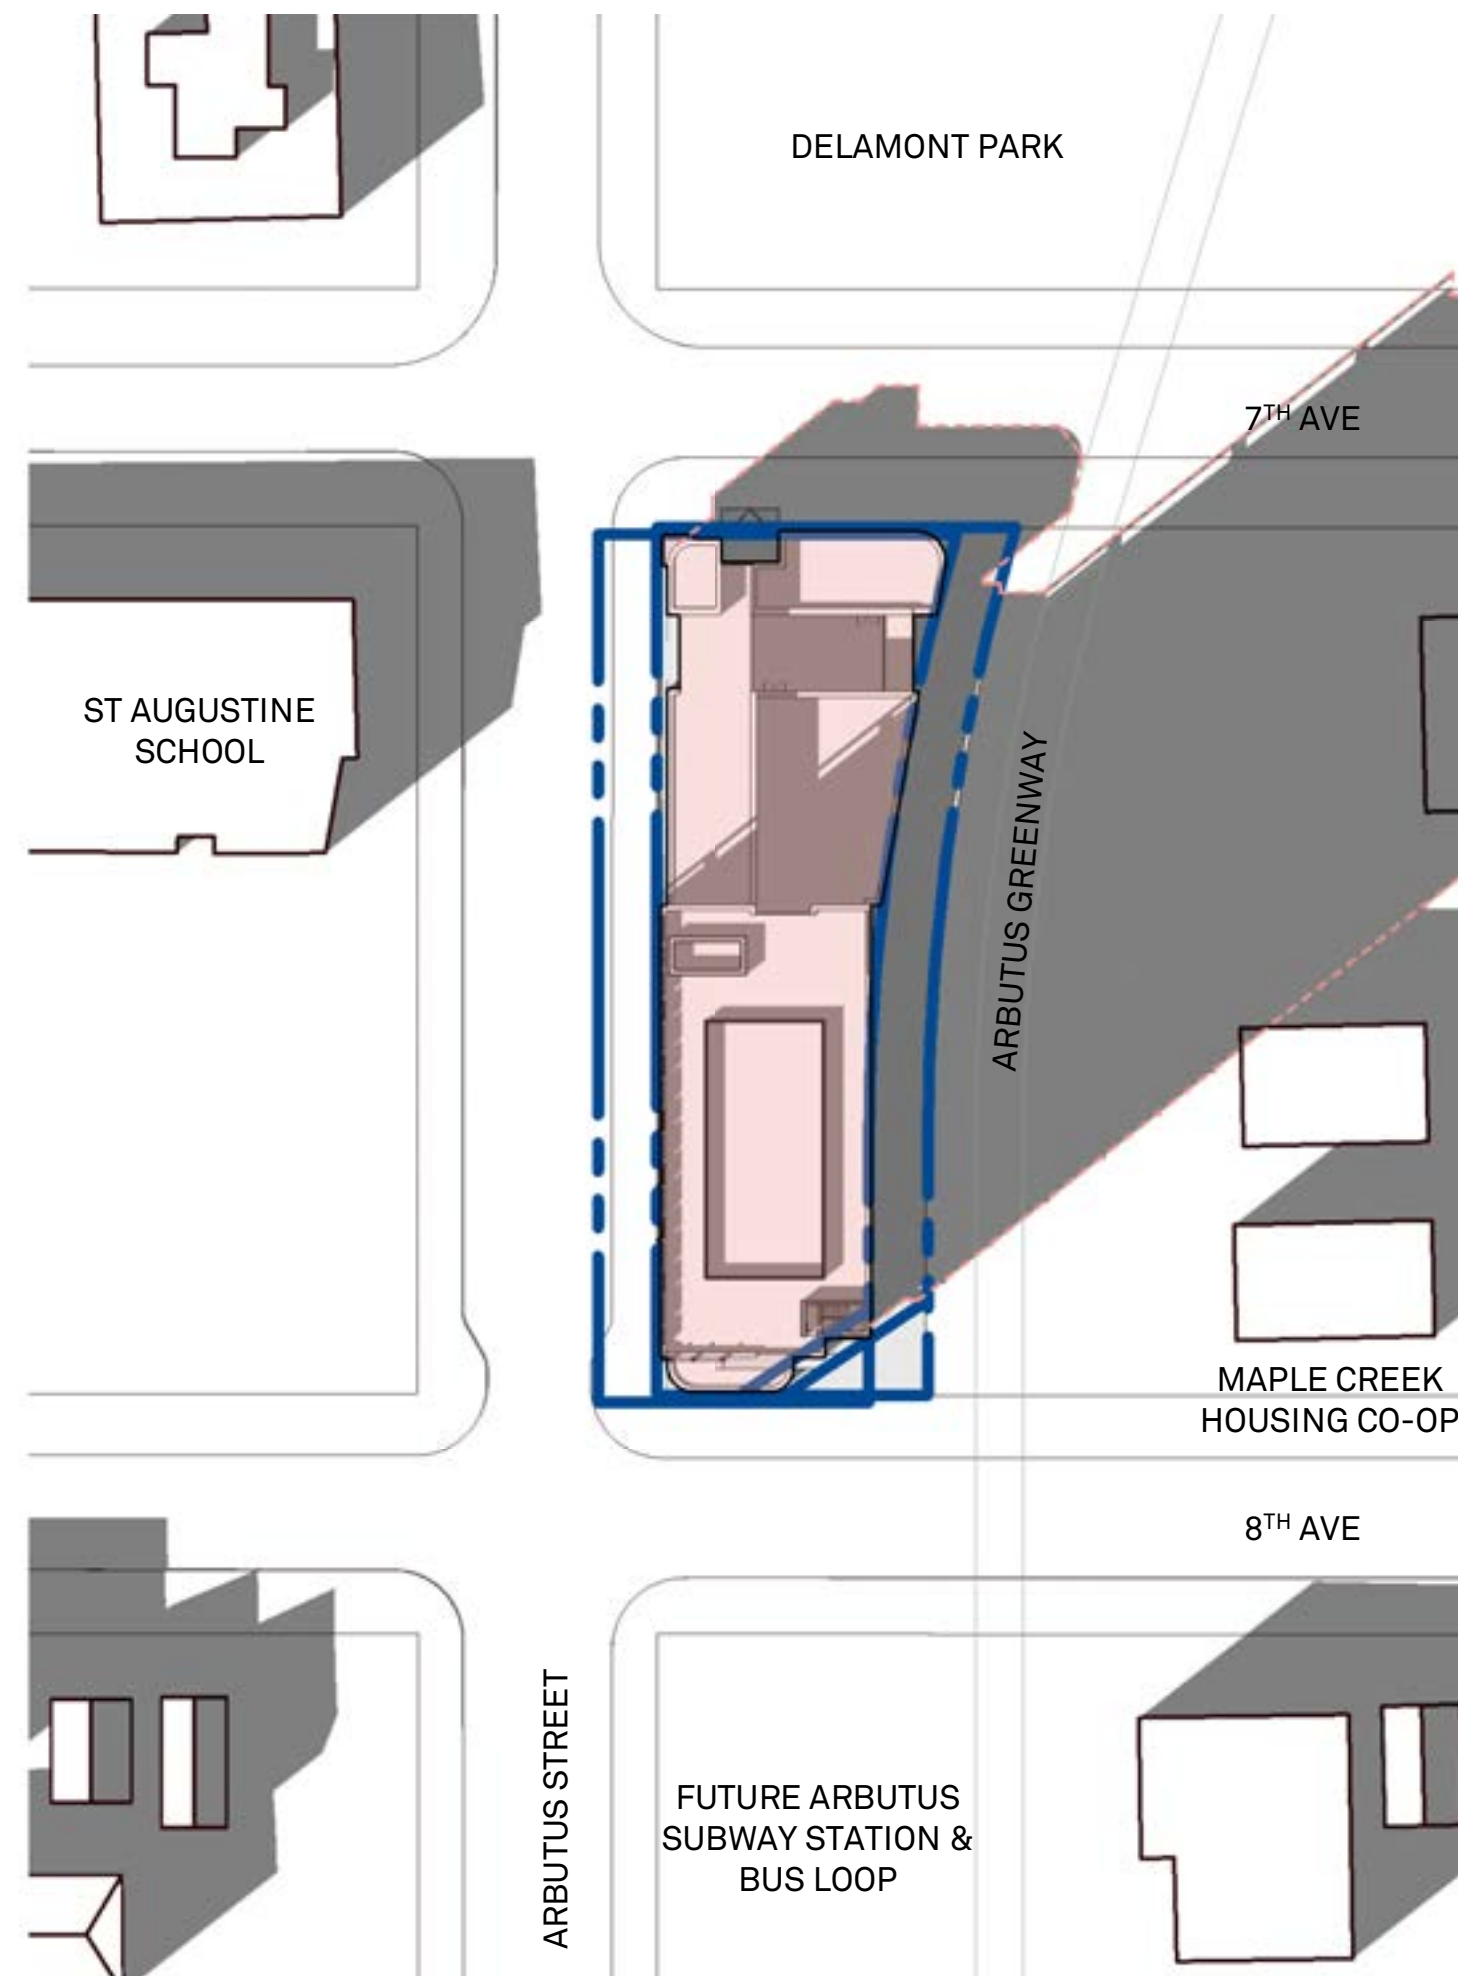 DELAMONT PARK
7TH AVE
ST AUGUSTINE
SCHOOL
ARBUTUS GREENWAY
MAPLE CREEK
HOUSING CO-OP
8TH AVE
ARBUTUS STREET
FUTURE ARBUTUS
SUBWAY STATION &
BUS LOOP